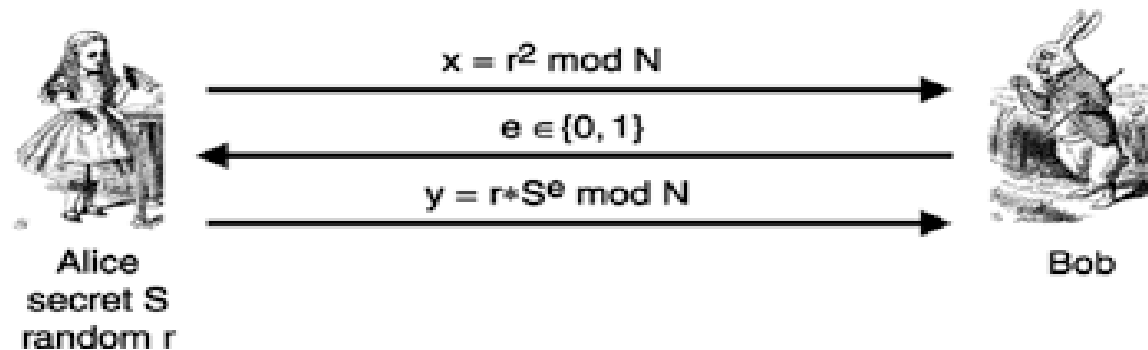 x = r² mod N
e ∈ {0, 1}
y = r*Sᵉ mod N
Alice
secret S
random r
Bob